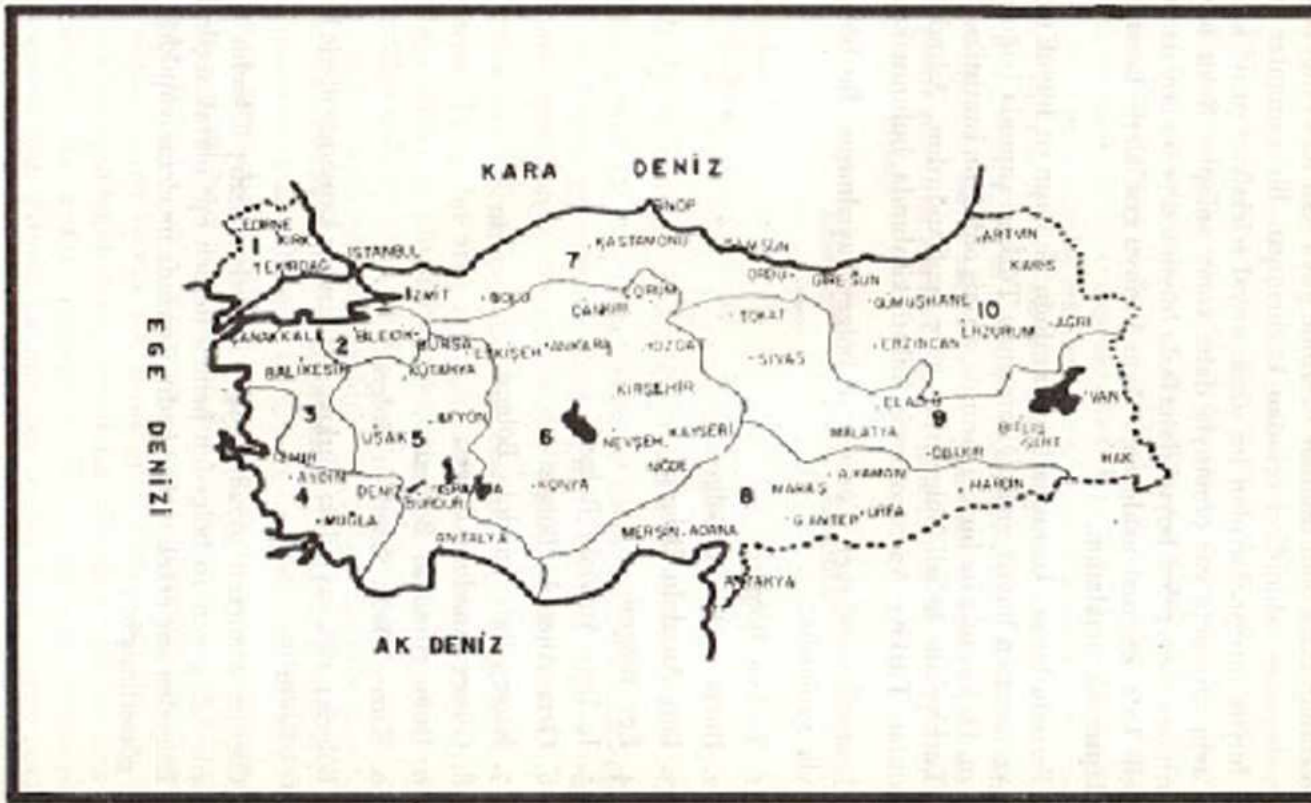 KARA DENİZ
SİNOP
EDİRNE
KIRK
1
TEKİRDAĞ
İSTANBUL
KASTAMONU
SAMSUN
ARTVİN
KARS
7
ORDU
GİRESUN
İZMİT
BOLU
ÇANKIRI
ÇORUM
TOKAT
GÜMÜŞHANE
10
ERZURUM
AĞRI
EGE DENİZİ
ÇANAKKALE
2
BİLECİK
BURSA
ESKİŞEH
ANKARA
YOZGAT
SİVAS
ERZİNCAN
BALIKESİR
KÜTAHYA
KIRŞEHİR
3
AFYON
UŞAK
5
6
NEVŞEH
KAYSERİ
ELAZIĞ
9
VAN
BİTLİS
SİİRT
MALATYA
DBAKIR
HAK
İZMİR
AYDIN
4
DENİZ
ISPARTA
BURDUR
KONYA
NİĞDE
8
MARAŞ
ADIYAMAN
MARDİN
MUĞLA
ANTALYA
MERSİN
ADANA
GANTEP
URFA
ANTAKYA
AK DENİZ